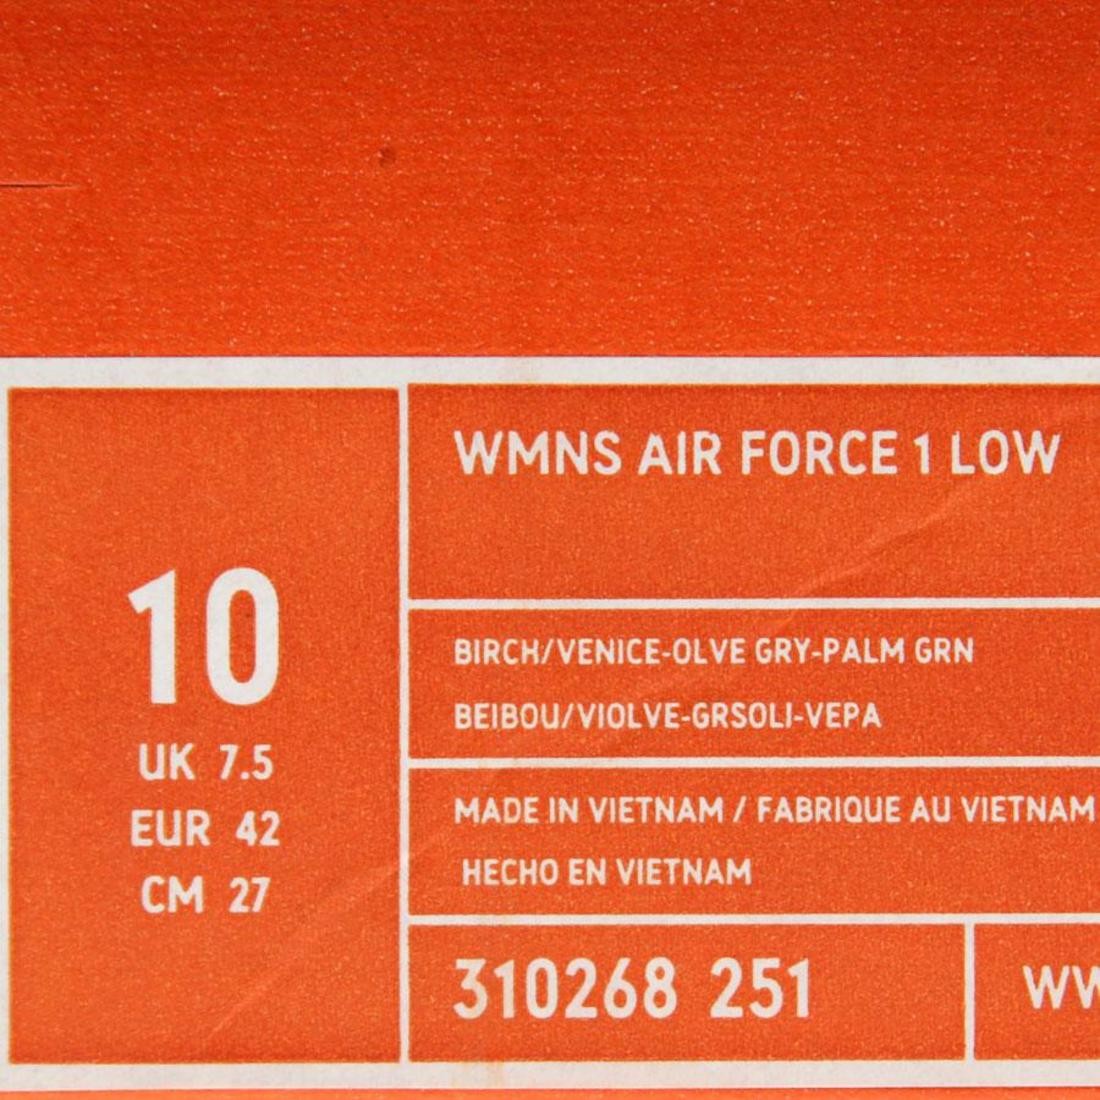 WMNS AIR FORCE 1 LOW
10
UK 7.5
EUR 42
CM 27
BIRCH/VENICE-OLVE GRY-PALM GRN
BEIBOU/VIOLVE-GRSOLI-VEPA
MADE IN VIETNAM / FABRIQUE AU VIETNAM
HECHO EN VIETNAM
310268 251